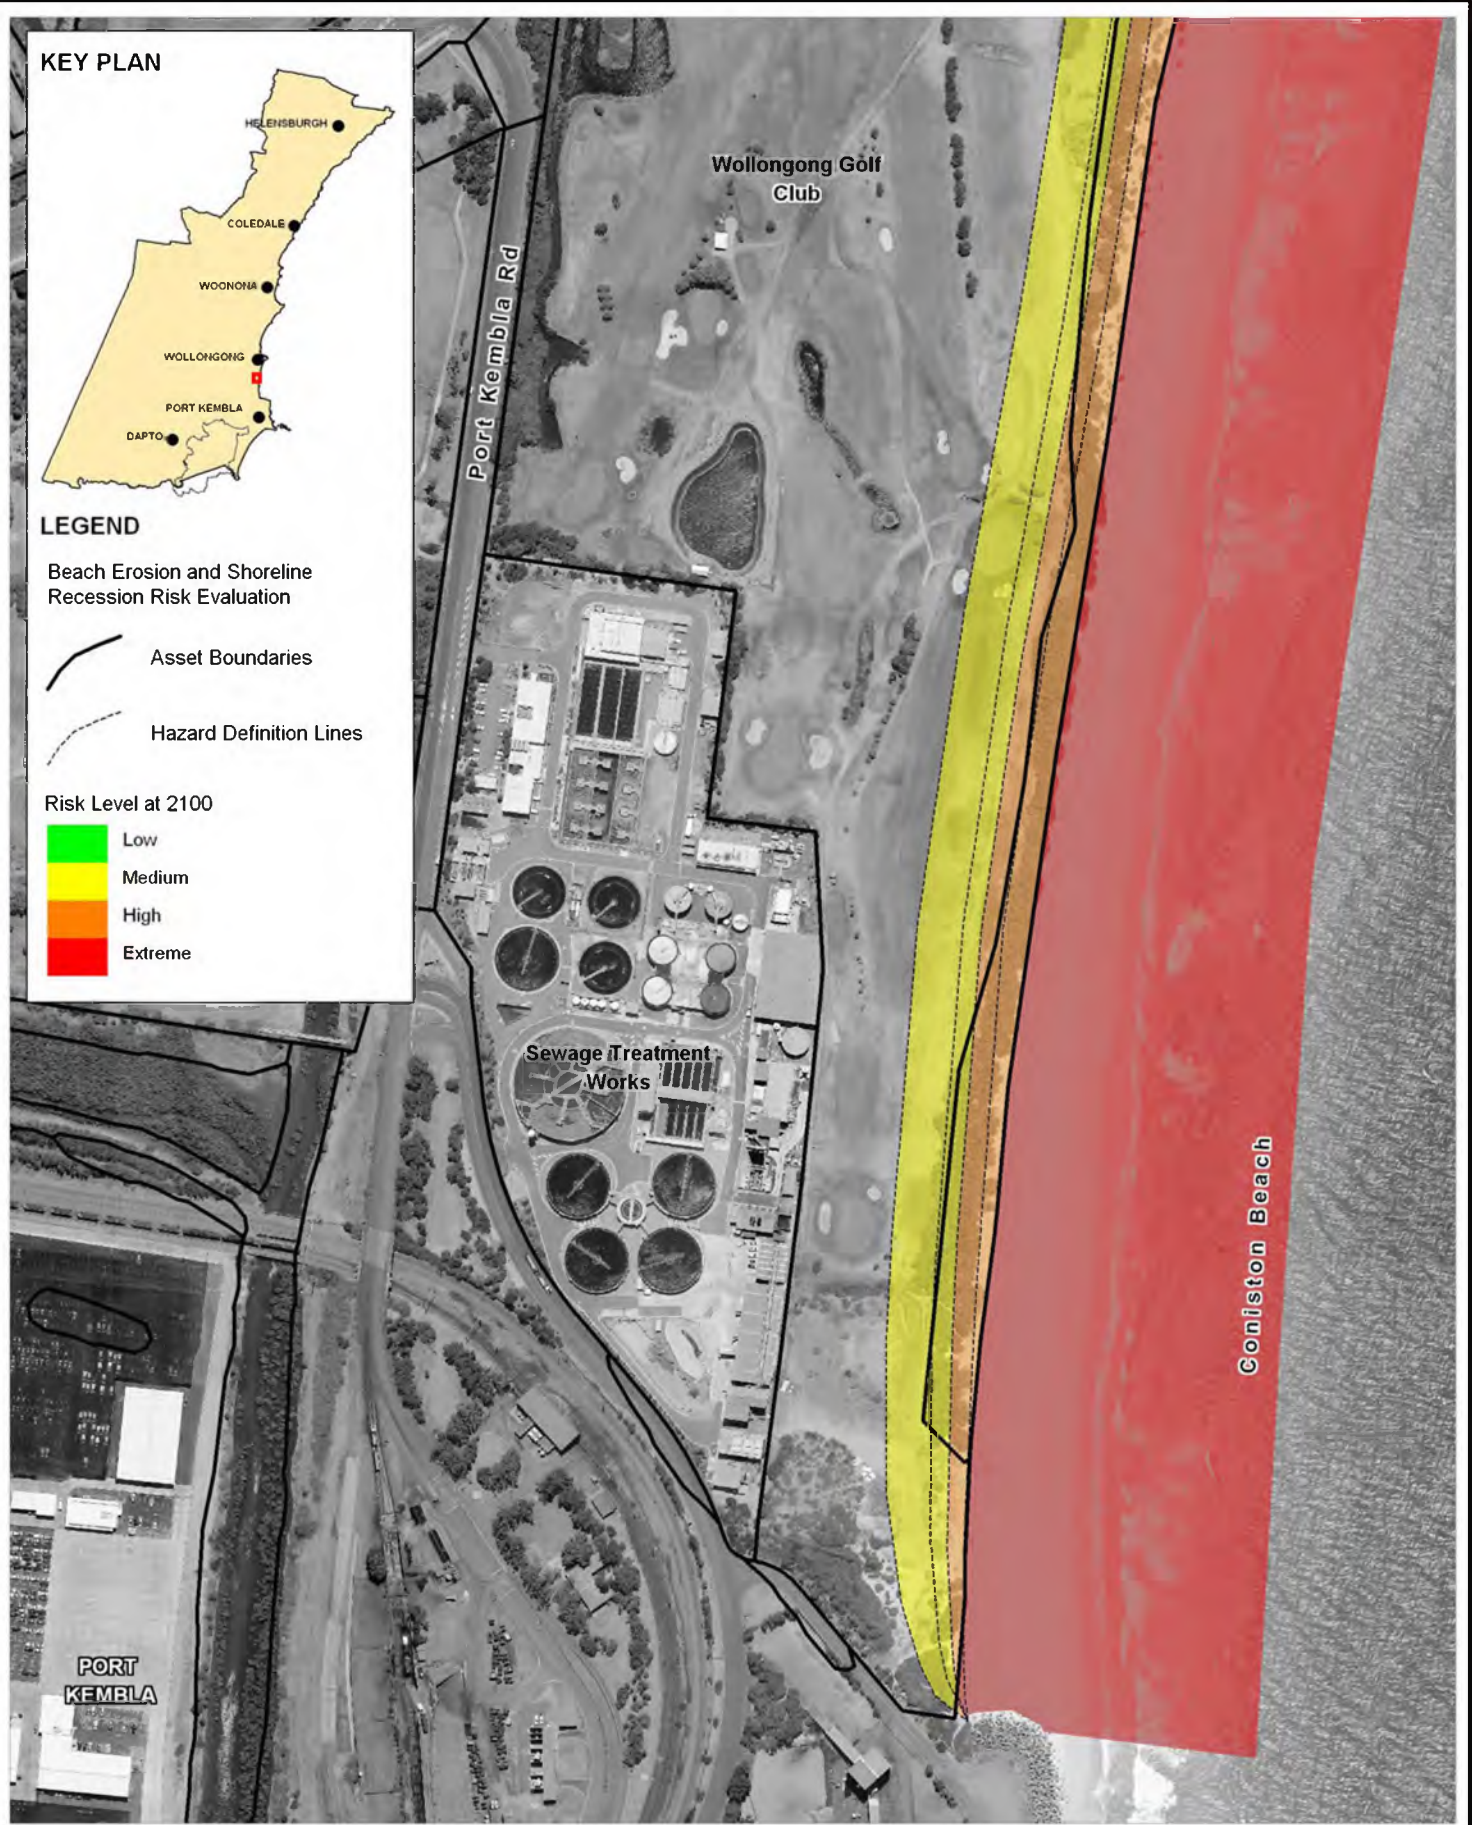 KEY PLAN
HELENSBURGH
COLEDALE
WOONONA
WOLLONGONG
PORT KEMBLA
DAPTO
LEGEND
Beach Erosion and Shoreline
Recession Risk Evaluation
Asset Boundaries
Hazard Definition Lines
Risk Level at 2100
Low
Medium
High
Extreme
Wollongong Golf
Club
Port Kembla Rd
Sewage Treatment
Works
Coniston Beach
PORT
KEMBLA